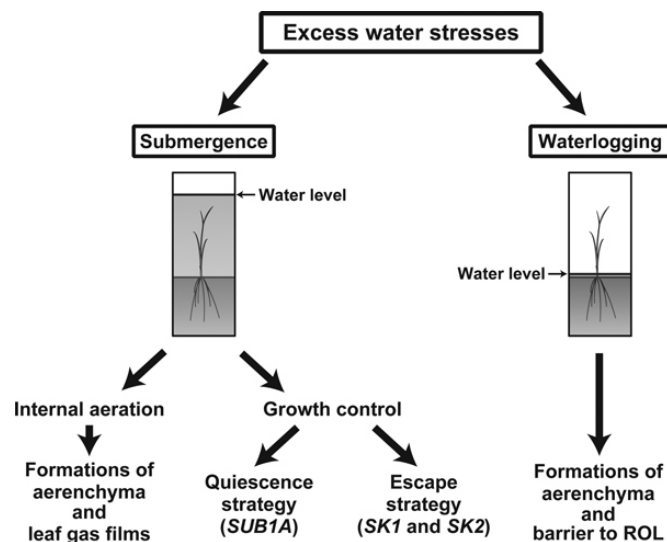 Excess water stresses
Submergence
Waterlogging
Water level
Water level
Internal aeration
Growth control
Formations of
aerenchyma
and
leaf gas films
Quiescence
strategy
(SUB1A)
Escape
strategy
(SK1 and SK2)
Formations of
aerenchyma
and
barrier to ROL